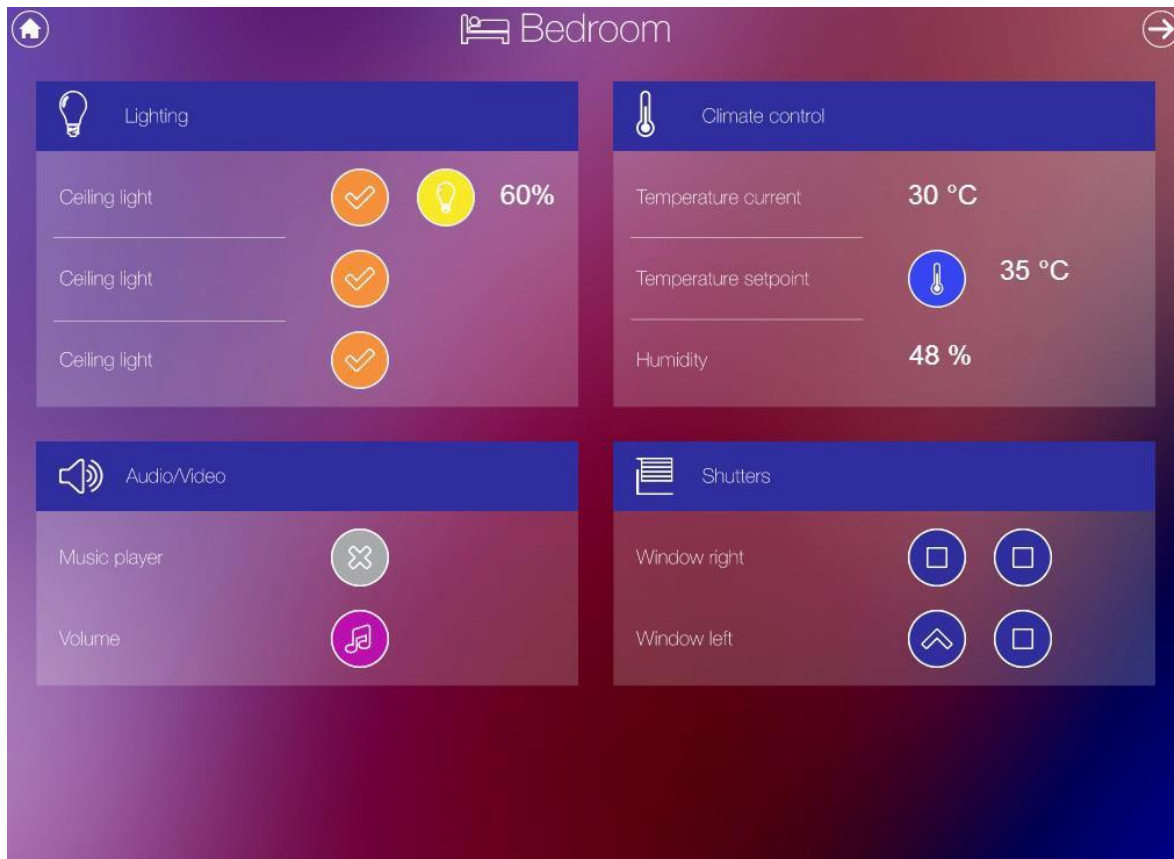 Bedroom
Lighting
Ceiling light 60%
Ceiling light
Ceiling light
Climate control
Temperature current 30 °C
Temperature setpoint 35 °C
Humidity 48 %
Audio/Video
Music player
Volume
Shutters
Window right
Window left